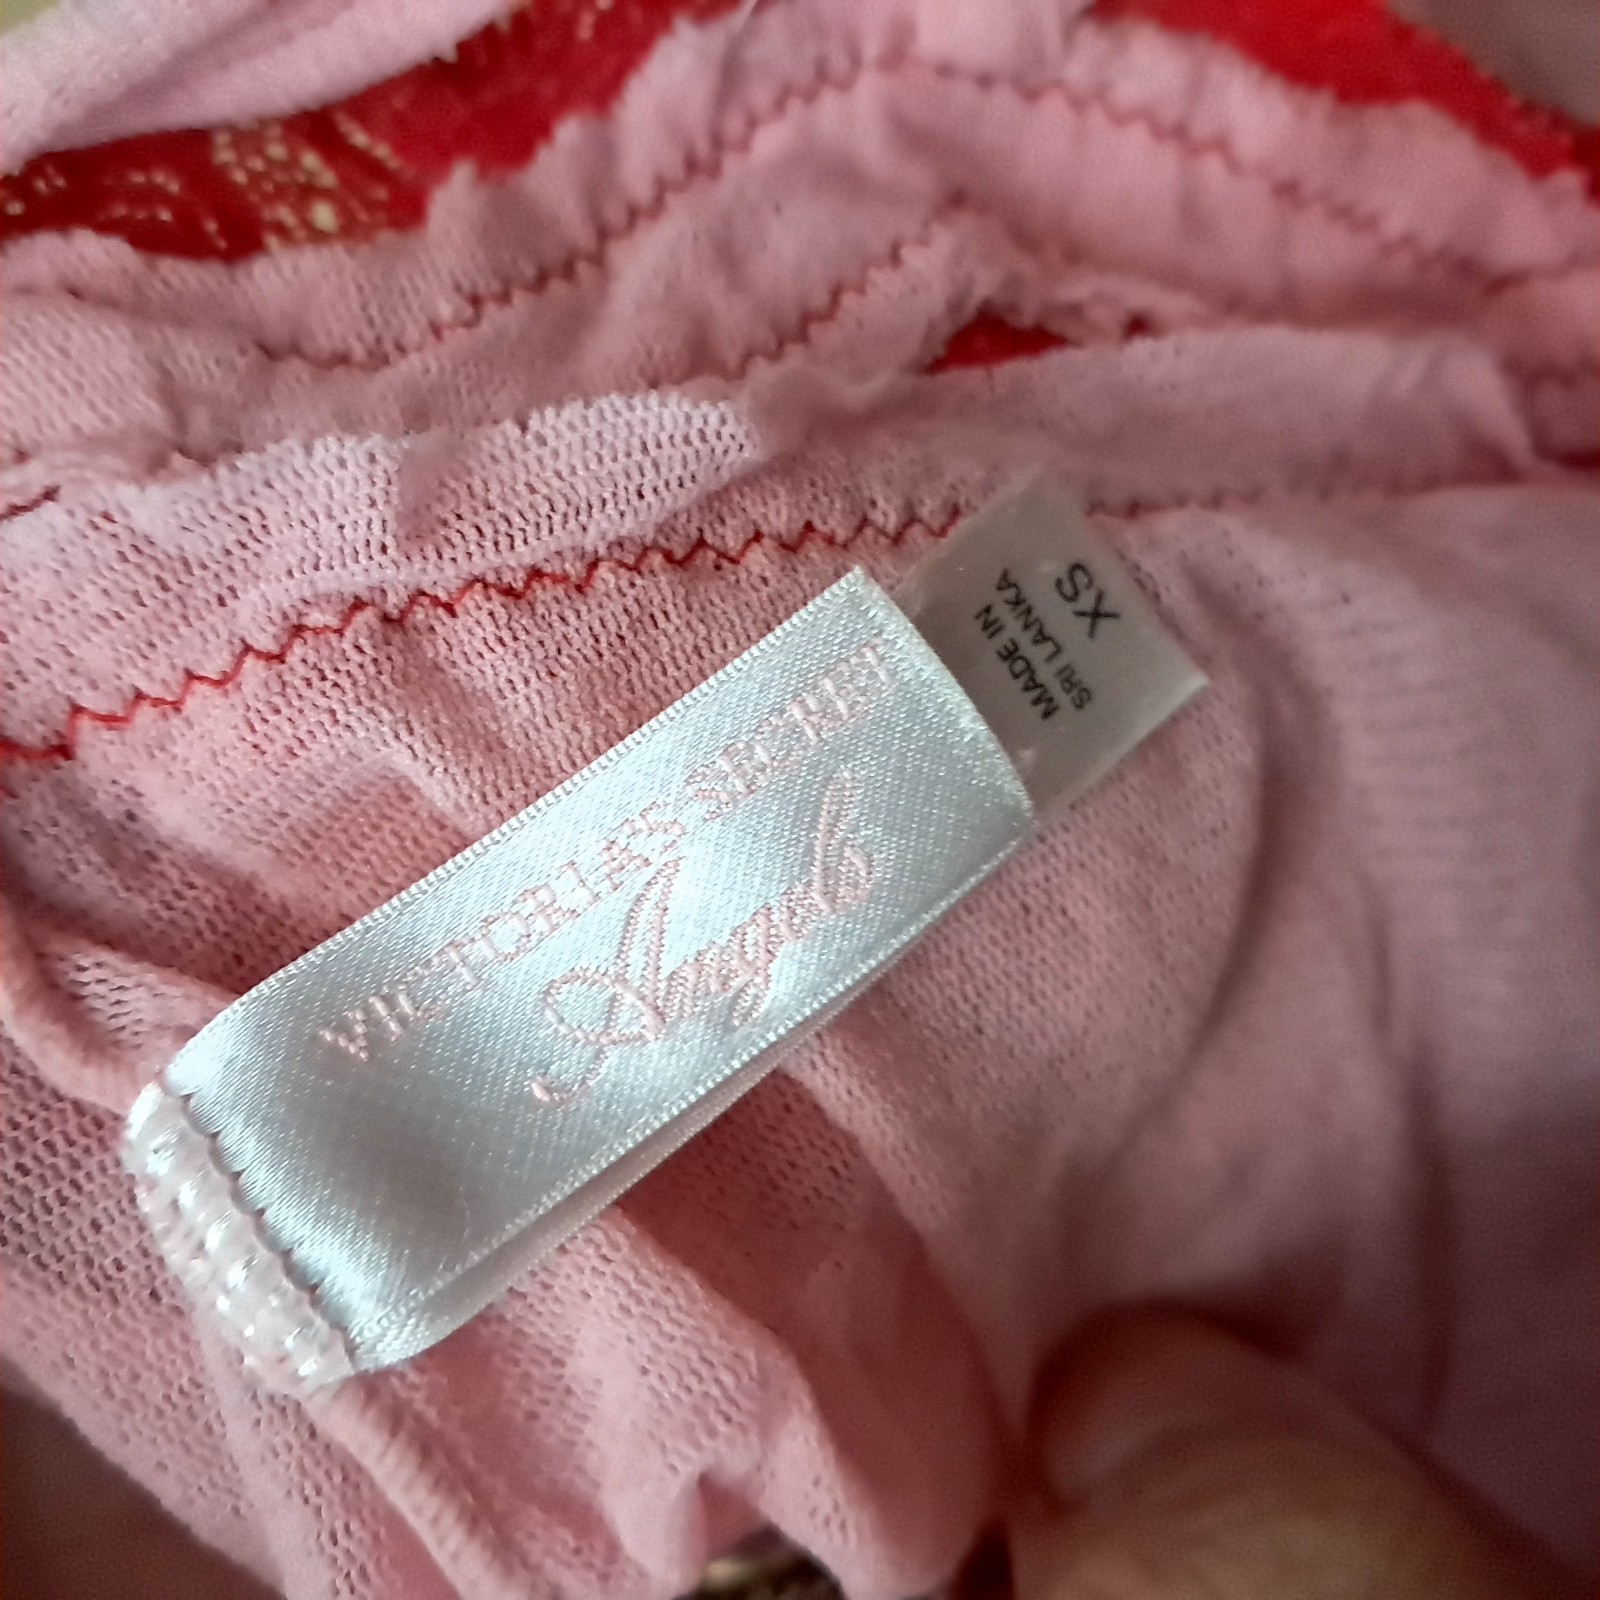 VICTORIA'S SECRET
Angels
XS
MADE IN
SRI LANKA